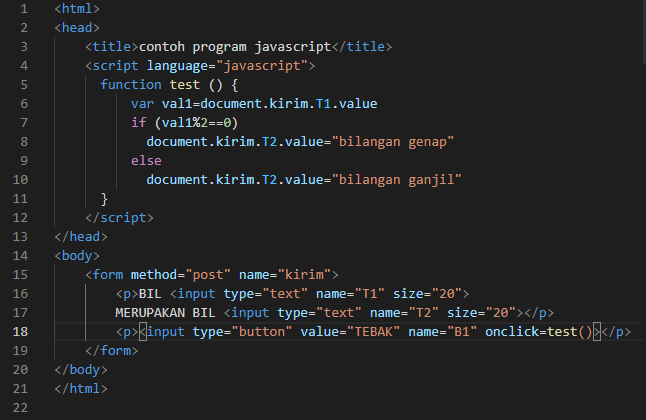 1 <html>
2 <head>
3 <title>contoh program javascript</title>
4 <script language="javascript">
5 function test () {
6 var val1=document.kirim.T1.value
7 if (val1%2==0)
8 document.kirim.T2.value="bilangan genap"
9 else
10 document.kirim.T2.value="bilangan ganjil"
11 }
12 </script>
13 </head>
14 <body>
15 <form method="post" name="kirim">
16 <p>BIL <input type="text" name="T1" size="20">
17 MERUPAKAN BIL <input type="text" name="T2" size="20"></p>
18 <p><input type="button" value="TEBAK" name="B1" onclick=test()></p>
19 </form>
20 </body>
21 </html>
22